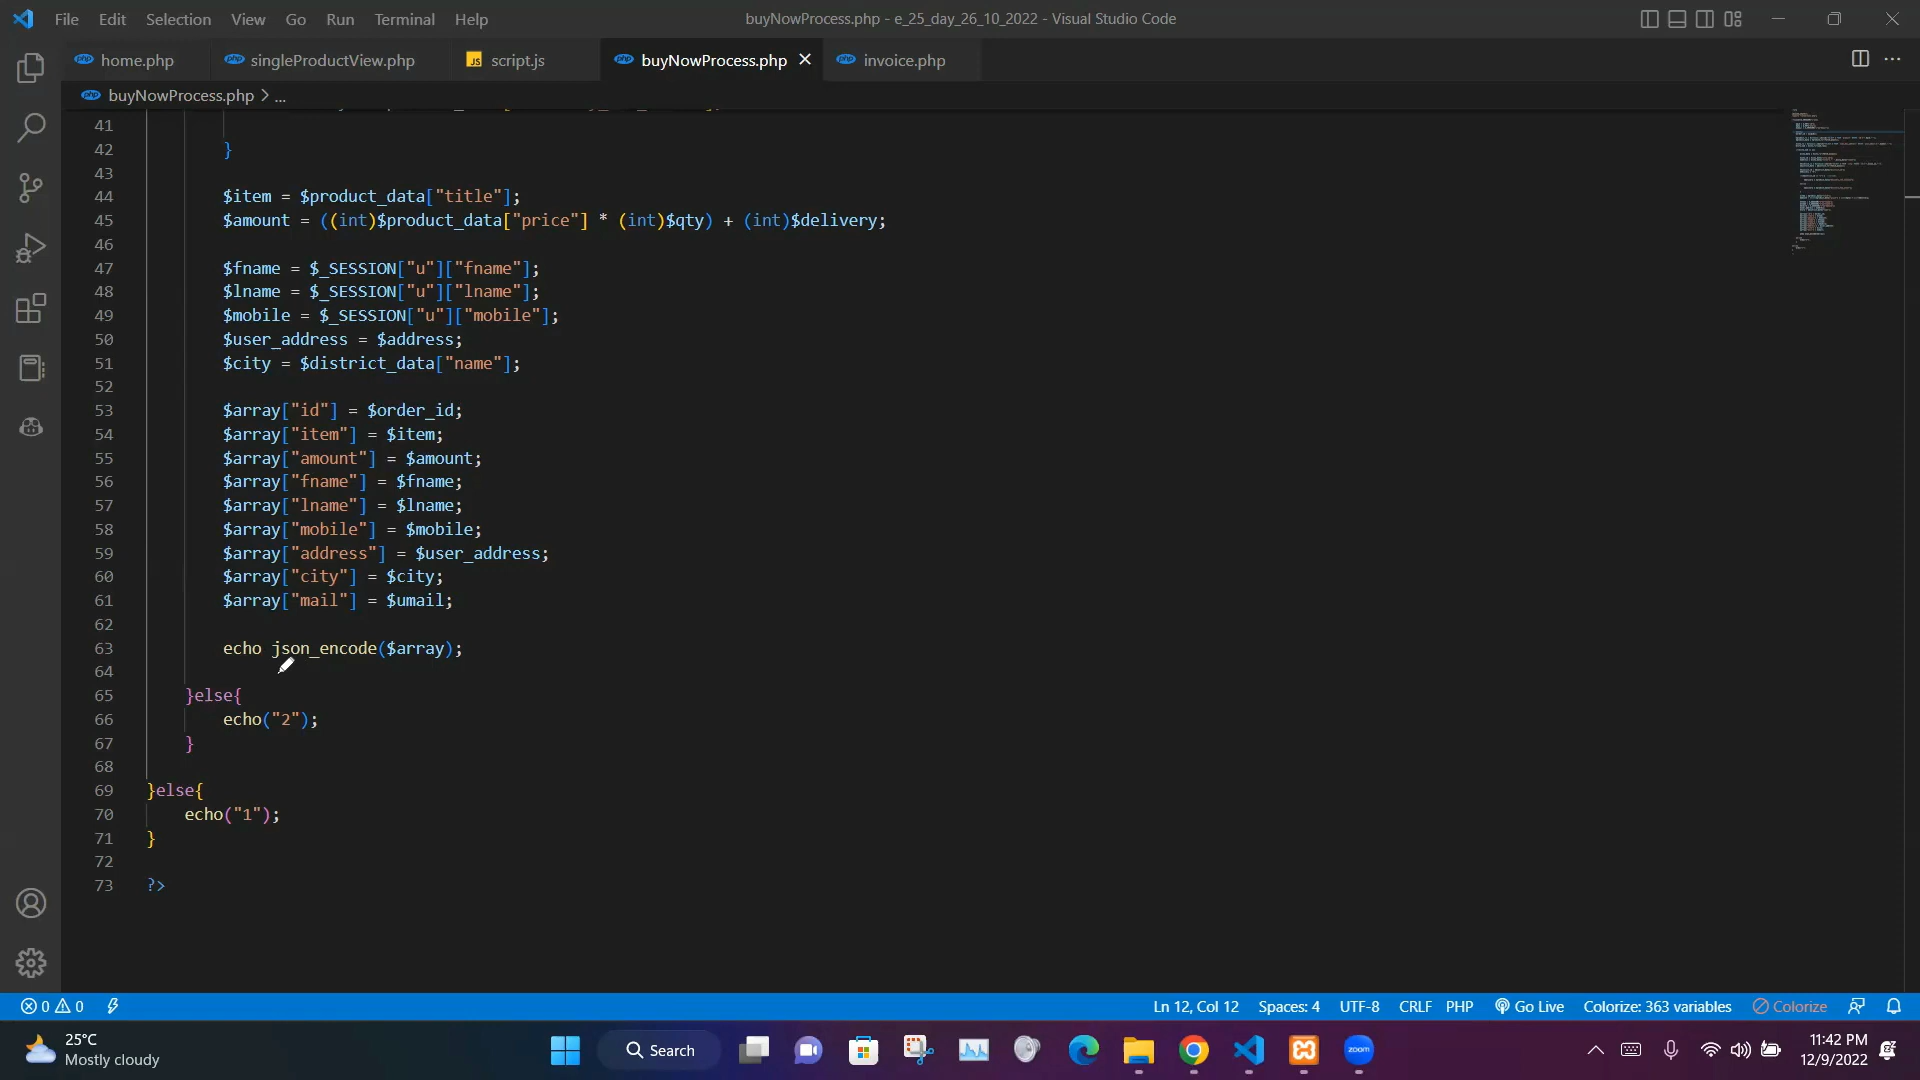 File Edit Selection View Go Run Terminal Help
buyNowProcess.php - e_25_day_26_10_2022 - Visual Studio Code
php home.php
php singleProductView.php
JS script.js
php buyNowProcess.php
php invoice.php
php buyNowProcess.php > ...
41
42 }
43
44 $item = $product_data["title"];
45 $amount = ((int)$product_data["price"] * (int)$qty) + (int)$delivery;
46
47 $fname = $_SESSION["u"]["fname"];
48 $lname = $_SESSION["u"]["lname"];
49 $mobile = $_SESSION["u"]["mobile"];
50 $user_address = $address;
51 $city = $district_data["name"];
52
53 $array["id"] = $order_id;
54 $array["item"] = $item;
55 $array["amount"] = $amount;
56 $array["fname"] = $fname;
57 $array["lname"] = $lname;
58 $array["mobile"] = $mobile;
59 $array["address"] = $user_address;
60 $array["city"] = $city;
61 $array["mail"] = $umail;
62
63 echo json_encode($array);
64
65 }else{
66 echo("2");
67 }
68
69 }else{
70 echo("1");
71 }
72
73 ?>
0 0
Ln 12, Col 12 Spaces: 4 UTF-8 CRLF PHP Go Live Colorize: 363 variables Colorize
25°C
Mostly cloudy
Search
zoom
11:42 PM
12/9/2022